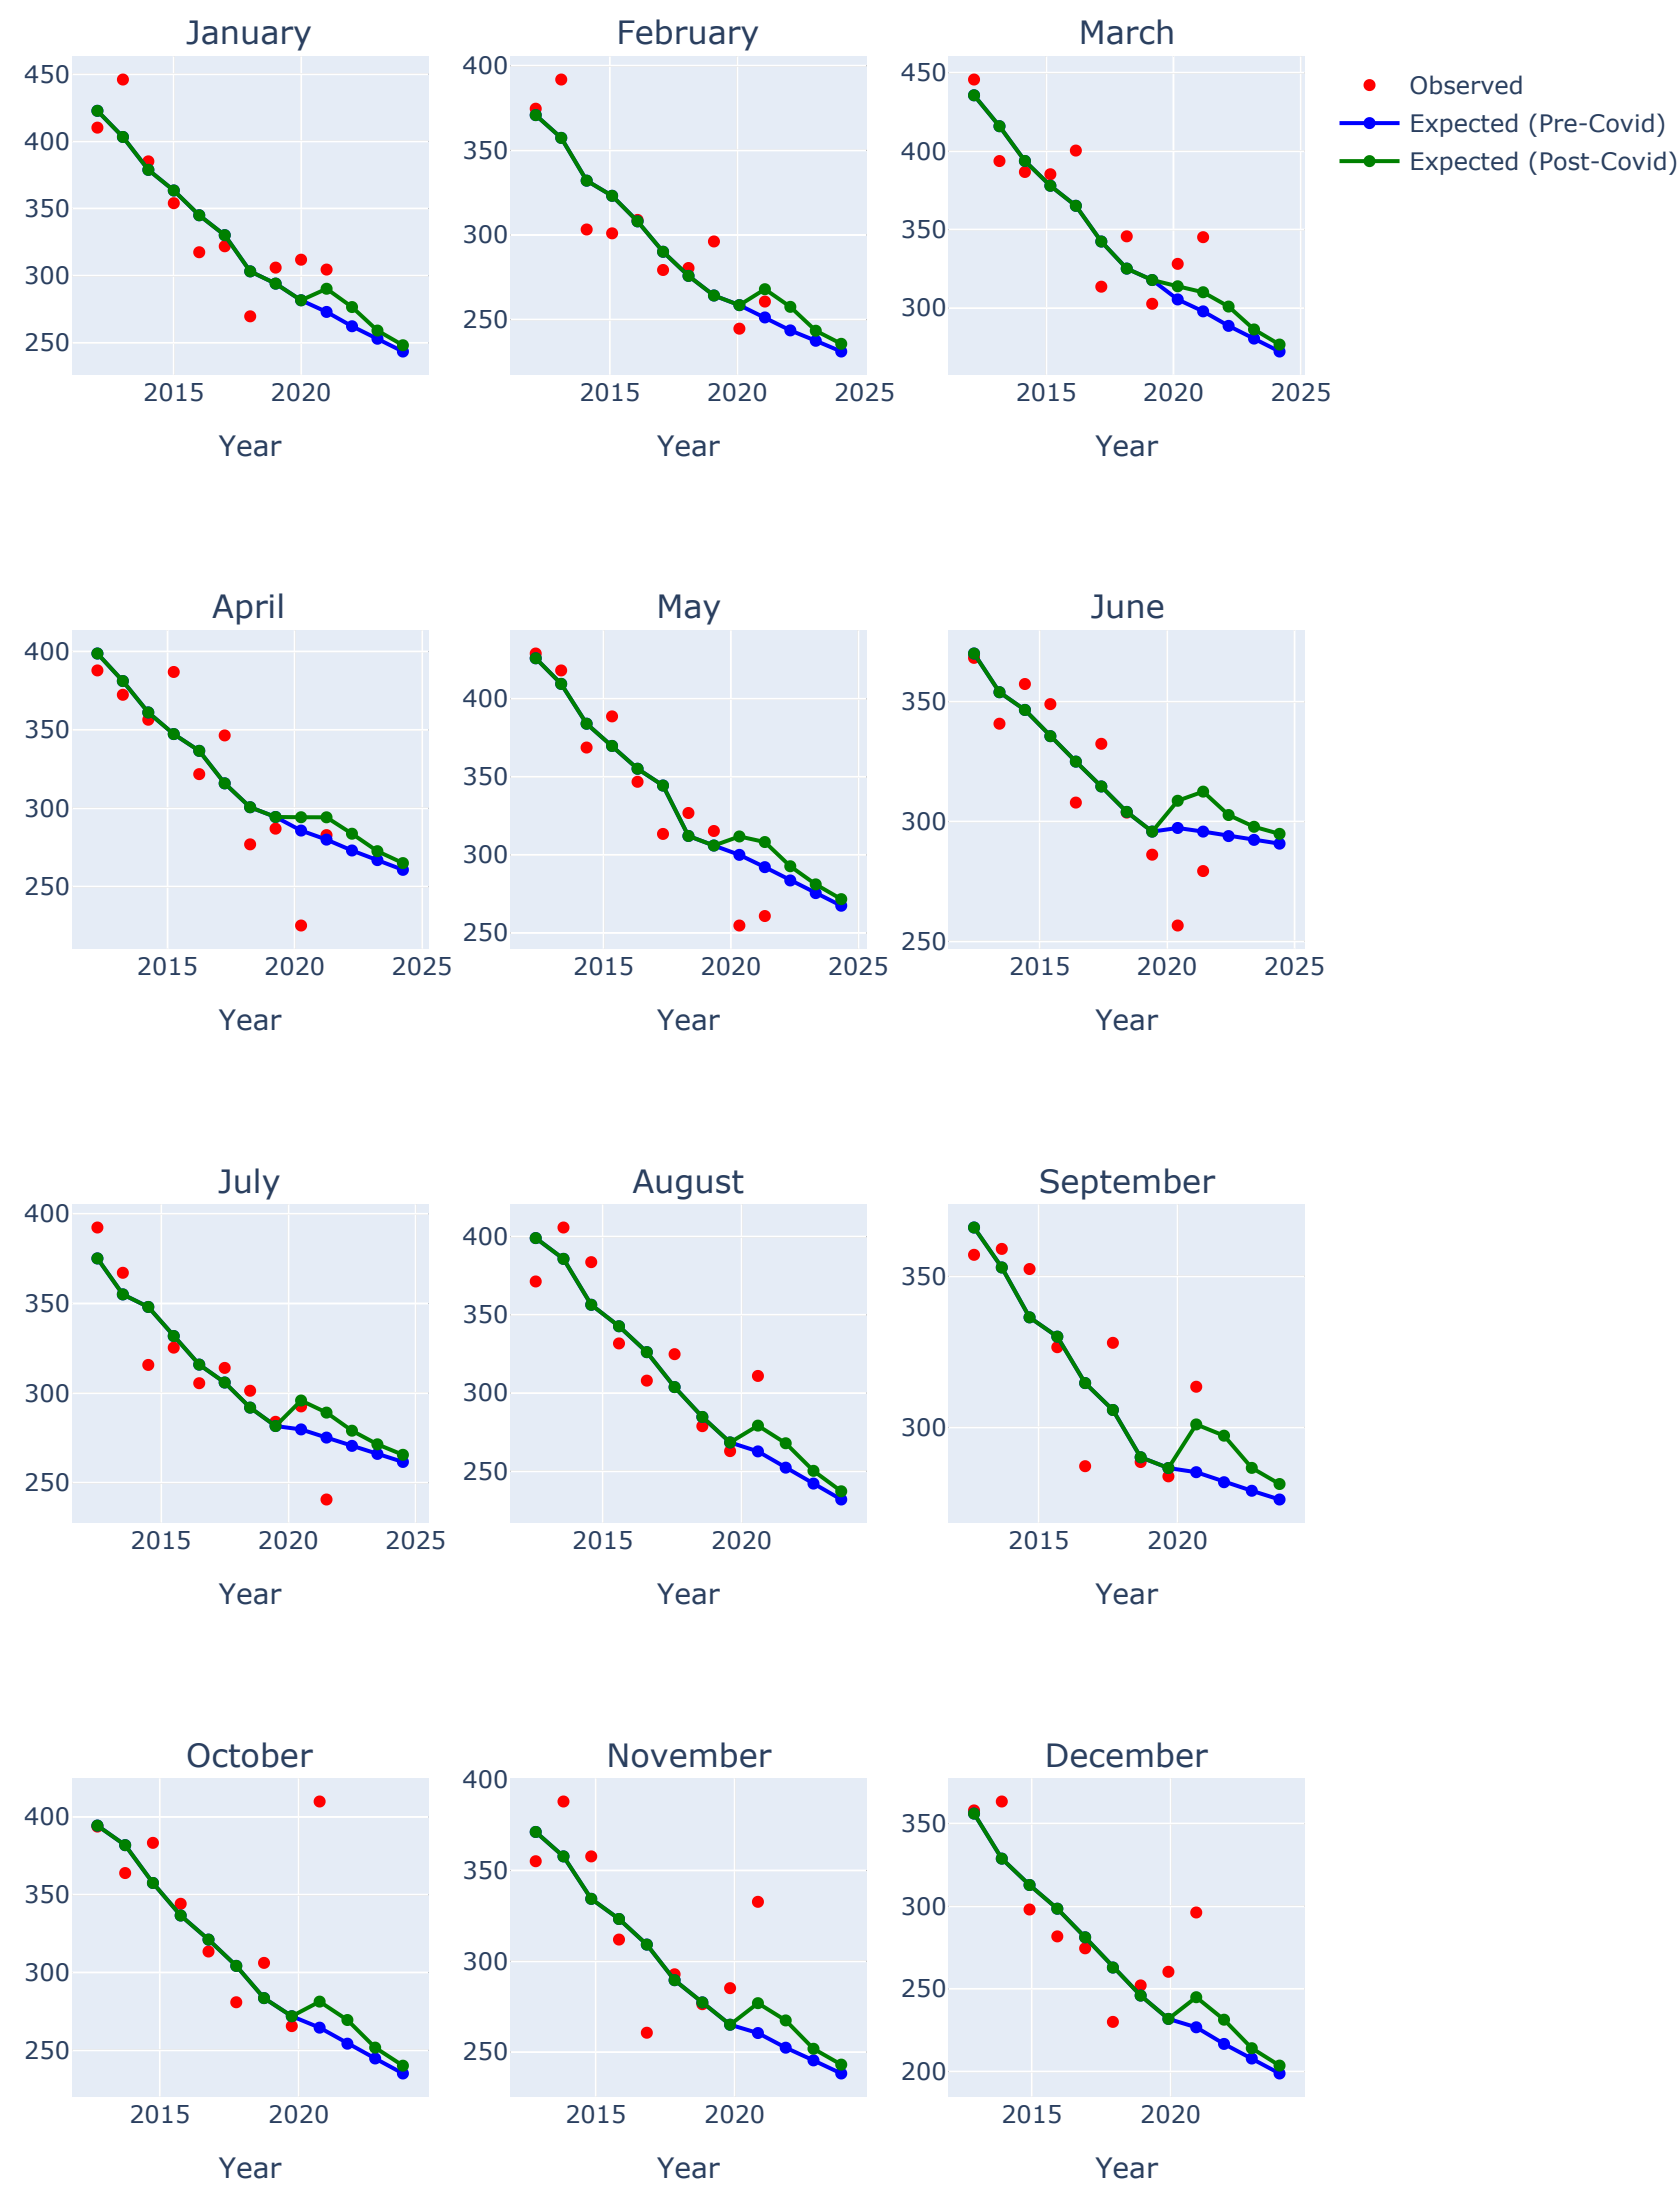 January
February
March
450
400
350
300
250
2015
2020
Year
400
350
300
250
2015
2020
2025
Year
450
400
350
300
2015
2020
2025
Year
Observed
Expected (Pre-Covid)
Expected (Post-Covid)
April
May
June
400
350
300
250
2015
2020
2025
Year
400
350
300
250
2015
2020
2025
Year
350
300
250
2015
2020
2025
Year
July
August
September
400
350
300
250
2015
2020
2025
Year
400
350
300
250
2015
2020
Year
350
300
2015
2020
Year
October
November
December
400
350
300
250
2015
2020
Year
400
350
300
250
2015
2020
Year
350
300
250
200
2015
2020
Year